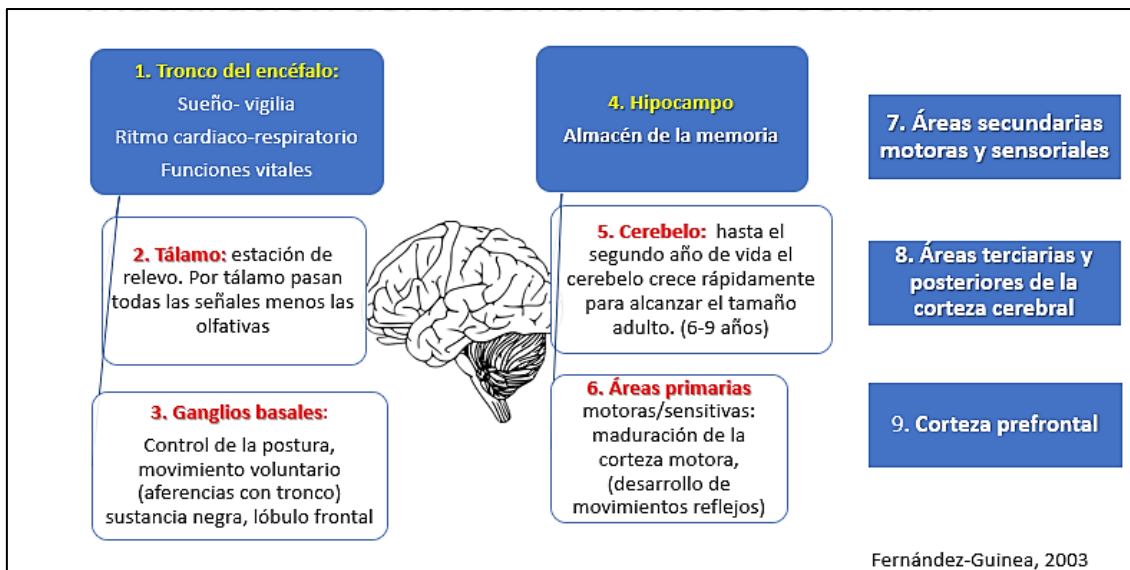 1. Tronco del encéfalo:
Sueño- vigilia
Ritmo cardiaco-respiratorio
Funciones vitales
2. Tálamo: estación de
relevo. Por tálamo pasan
todas las señales menos las
olfativas
3. Ganglios basales:
Control de la postura,
movimiento voluntario
(aferencias con tronco)
sustancia negra, lóbulo frontal
4. Hipocampo
Almacén de la memoria
5. Cerebelo: hasta el
segundo año de vida el
cerebelo crece rápidamente
para alcanzar el tamaño
adulto. (6-9 años)
6. Áreas primarias
motoras/sensitivas:
maduración de la
corteza motora,
(desarrollo de
movimientos reflejos)
7. Áreas secundarias
motoras y sensoriales
8. Áreas terciarias y
posteriores de la
corteza cerebral
9. Corteza prefrontal
Fernández-Guinea, 2003